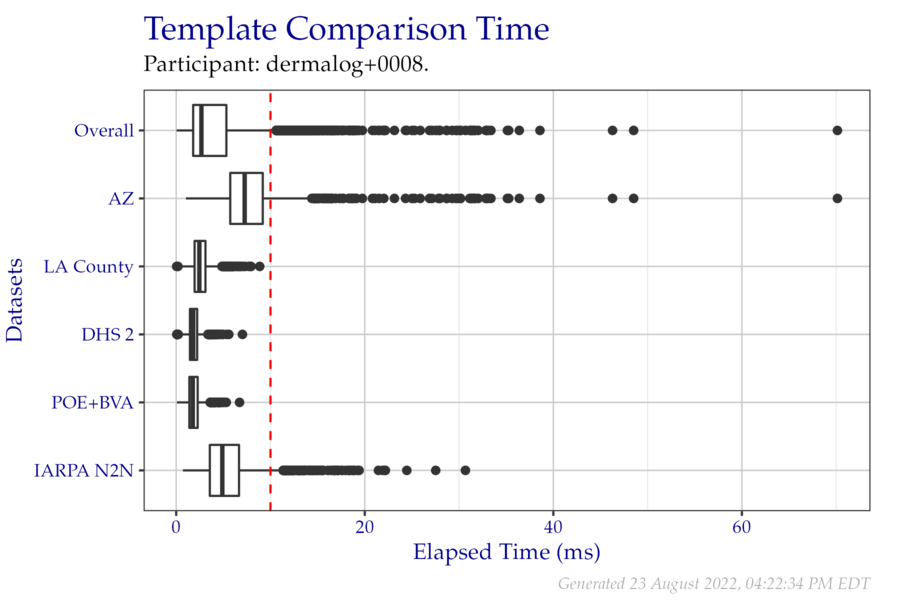 Template Comparison Time
Participant: dermalog+0008.
Overall
AZ
LA County
DHS 2
POE+BVA
IARPA N2N
Datasets
0 20 40 60
Elapsed Time (ms)
Generated 23 August 2022, 04:22:34 PM EDT